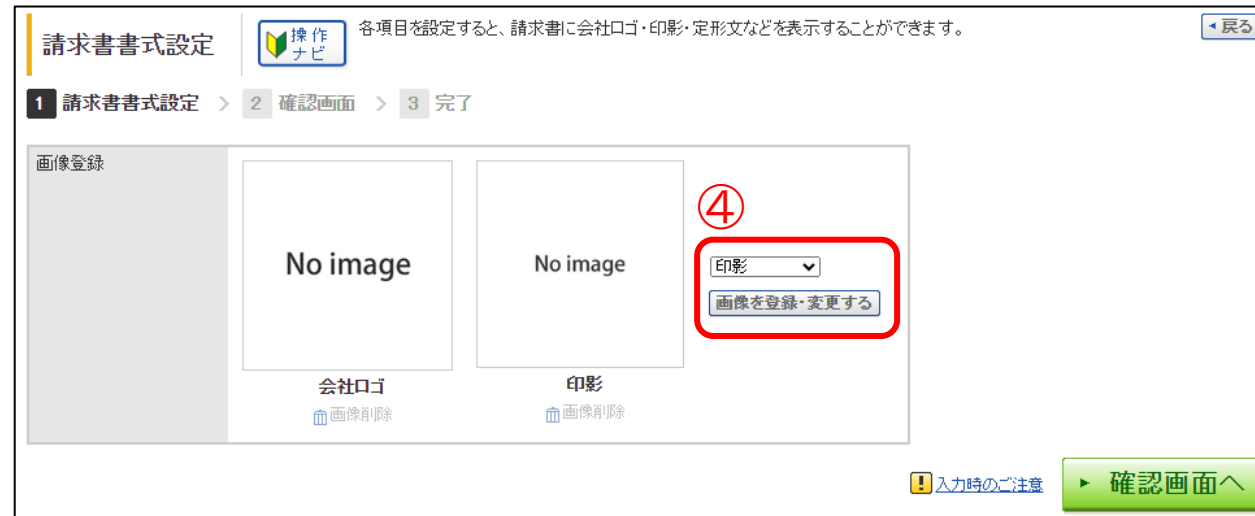 請求書書式設定
操作
ナビ
各項目を設定すると、請求書に会社ロゴ・印影・定形文などを表示することができます。
戻る
1 請求書書式設定 > 2 確認画面 > 3 完了
画像登録
No image
No image
④
印影
画像を登録・変更する
会社ロゴ
印影
画像削除
画像削除
入力時のご注意
確認画面へ